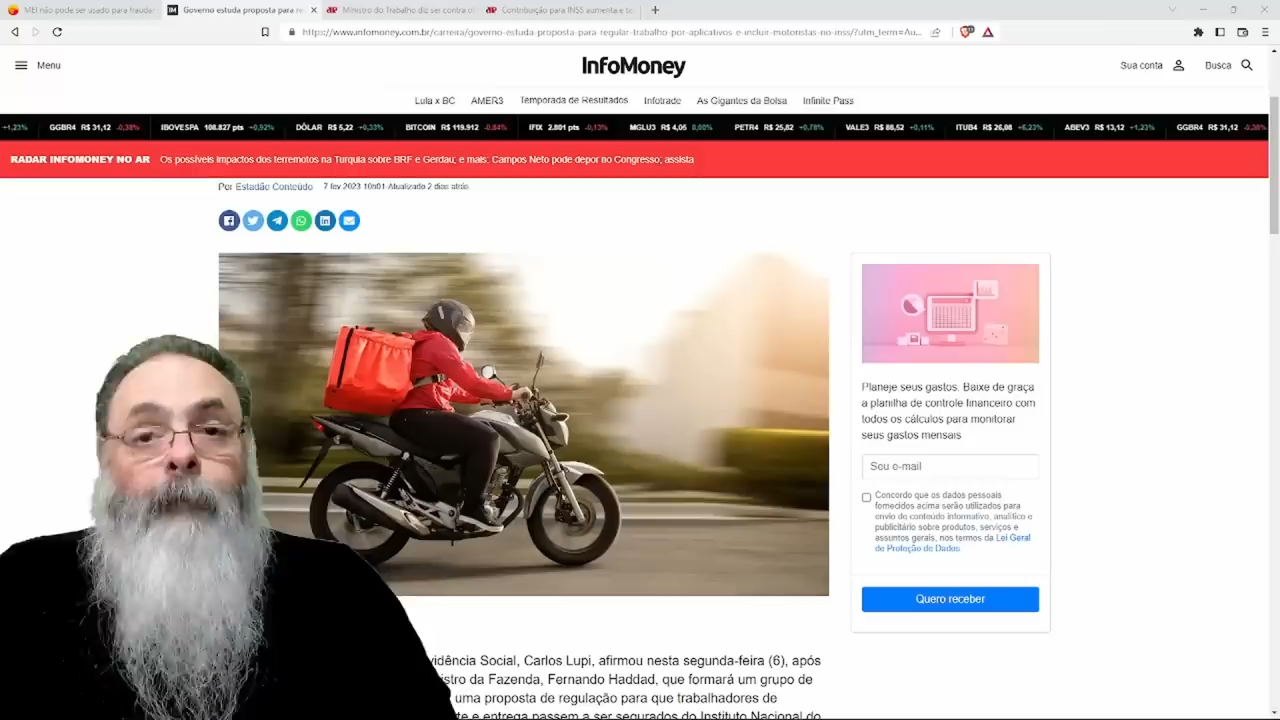 MEI não pode ser usado para fraudar
Governo estuda proposta para re
Ministro do Trabalho diz ser contra o
Contribuição para INSS aumenta e
https://www.infomoney.com.br/carreira/governo-estuda-proposta-para-regular-trabalho-por-aplicativos-e-incluir-motoristas-no-inss/?utm_term=Au...
Menu
InfoMoney
Sua conta
Busca
Lula x BC AMER3 Temporada de Resultados Infotrade As Gigantes da Bolsa Infinite Pass
+1,23% GGBR4 R$ 31,12 -0,38% IBOVESPA 108.827 pts +0,92% DÓLAR R$ 5,22 +0,33% BITCOIN R$ 119.912 -0,84% IFIX 2.801 pts -0,13% MGLU3 R$ 4,05 0,00% PETR4 R$ 25,82 +0,78% VALE3 R$ 88,52 +0,11% ITUB4 R$ 26,08 +5,23% ABEV3 R$ 13,12 +1,23% GGBR4 R$ 31,12 -0,38%
RADAR INFOMONEY NO AR Os possíveis impactos dos terremotos na Turquia sobre BRF e Gerdau; e mais: Campos Neto pode depor no Congresso; assista
Por Estadão Conteúdo 7 fev 2023 10h01-Atualizado 2 dias atrás
Planeje seus gastos. Baixe de graça
a planilha de controle financeiro com
todos os cálculos para monitorar
seus gastos mensais
Seu e-mail
Concordo que os dados pessoais
fornecidos acima serão utilizados para
envio de conteúdo informativo, analítico e
publicitário sobre produtos, serviços e
assuntos gerais, nos termos da Lei Geral
de Proteção de Dados.
Quero receber
vidência Social, Carlos Lupi, afirmou nesta segunda-feira (6), após
istro da Fazenda, Fernando Haddad, que formará um grupo de
uma proposta de regulação para que trabalhadores de
te e entrega passem a ser segurados do Instituto Nacional do